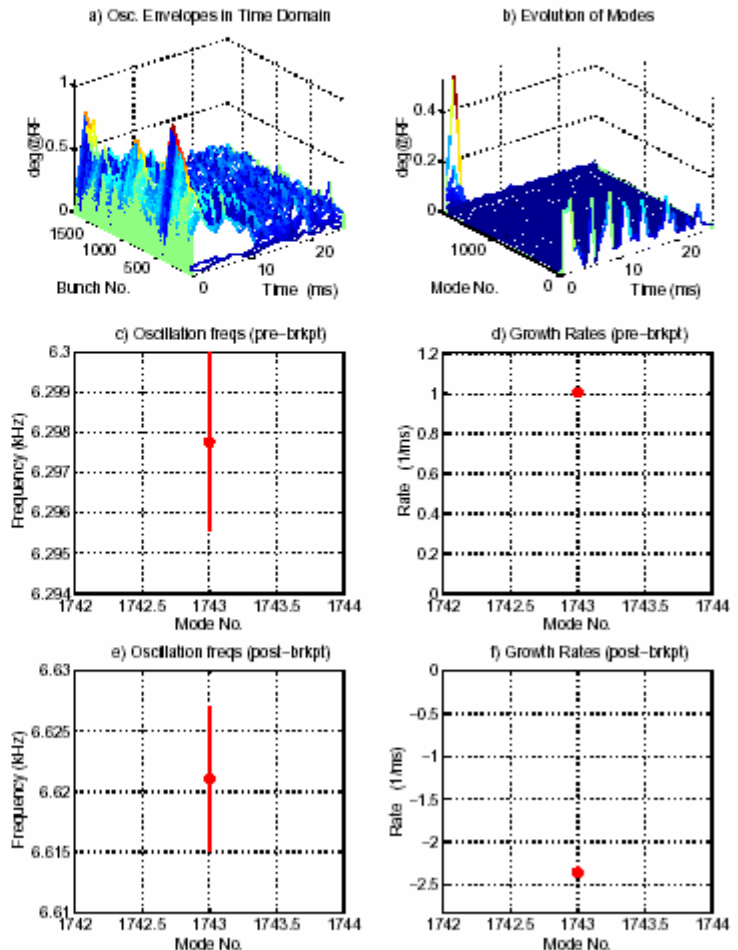 a) Osc. Envelopes in Time Domain
1
0.5
0
deg@RF
1500
1000
500
0
10
20
Bunch No.
Time (ms)
b) Evolution of Modes
0.4
0.2
0
deg@RF
1000
0
0
10
20
Mode No.
Time (ms)
c) Oscillation freqs (pre-brkpt)
6.3
6.299
6.298
6.297
6.296
6.295
6.294
Frequency (kHz)
1742 1742.5 1743 1743.5 1744
Mode No.
d) Growth Rates (pre-brkpt)
1.2
1
0.8
0.6
0.4
0.2
0
Rate (1/ms)
1742 1742.5 1743 1743.5 1744
Mode No.
e) Oscillation freqs (post-brkpt)
6.63
6.625
6.62
6.615
6.61
Frequency (kHz)
1742 1742.5 1743 1743.5 1744
Mode No.
f) Growth Rates (post-brkpt)
0
-0.5
-1
-1.5
-2
-2.5
Rate (1/ms)
1742 1742.5 1743 1743.5 1744
Mode No.